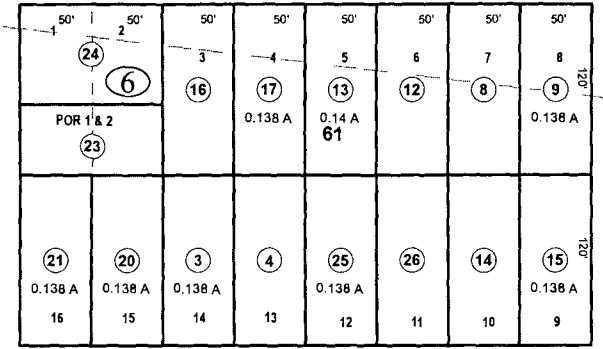 50' 50' 50' 50' 50' 50' 50' 50'
1 2
3 4 5 6 7 8
24
6
16 17 13 12 8 9
120'
0.138 A 0.14 A 0.138 A
61
POR 1 & 2
23
21 20 3 4 25 26 14 15
120'
0.138 A 0.138 A 0.138 A 0.138 A 0.138 A
16 15 14 13 12 11 10 9